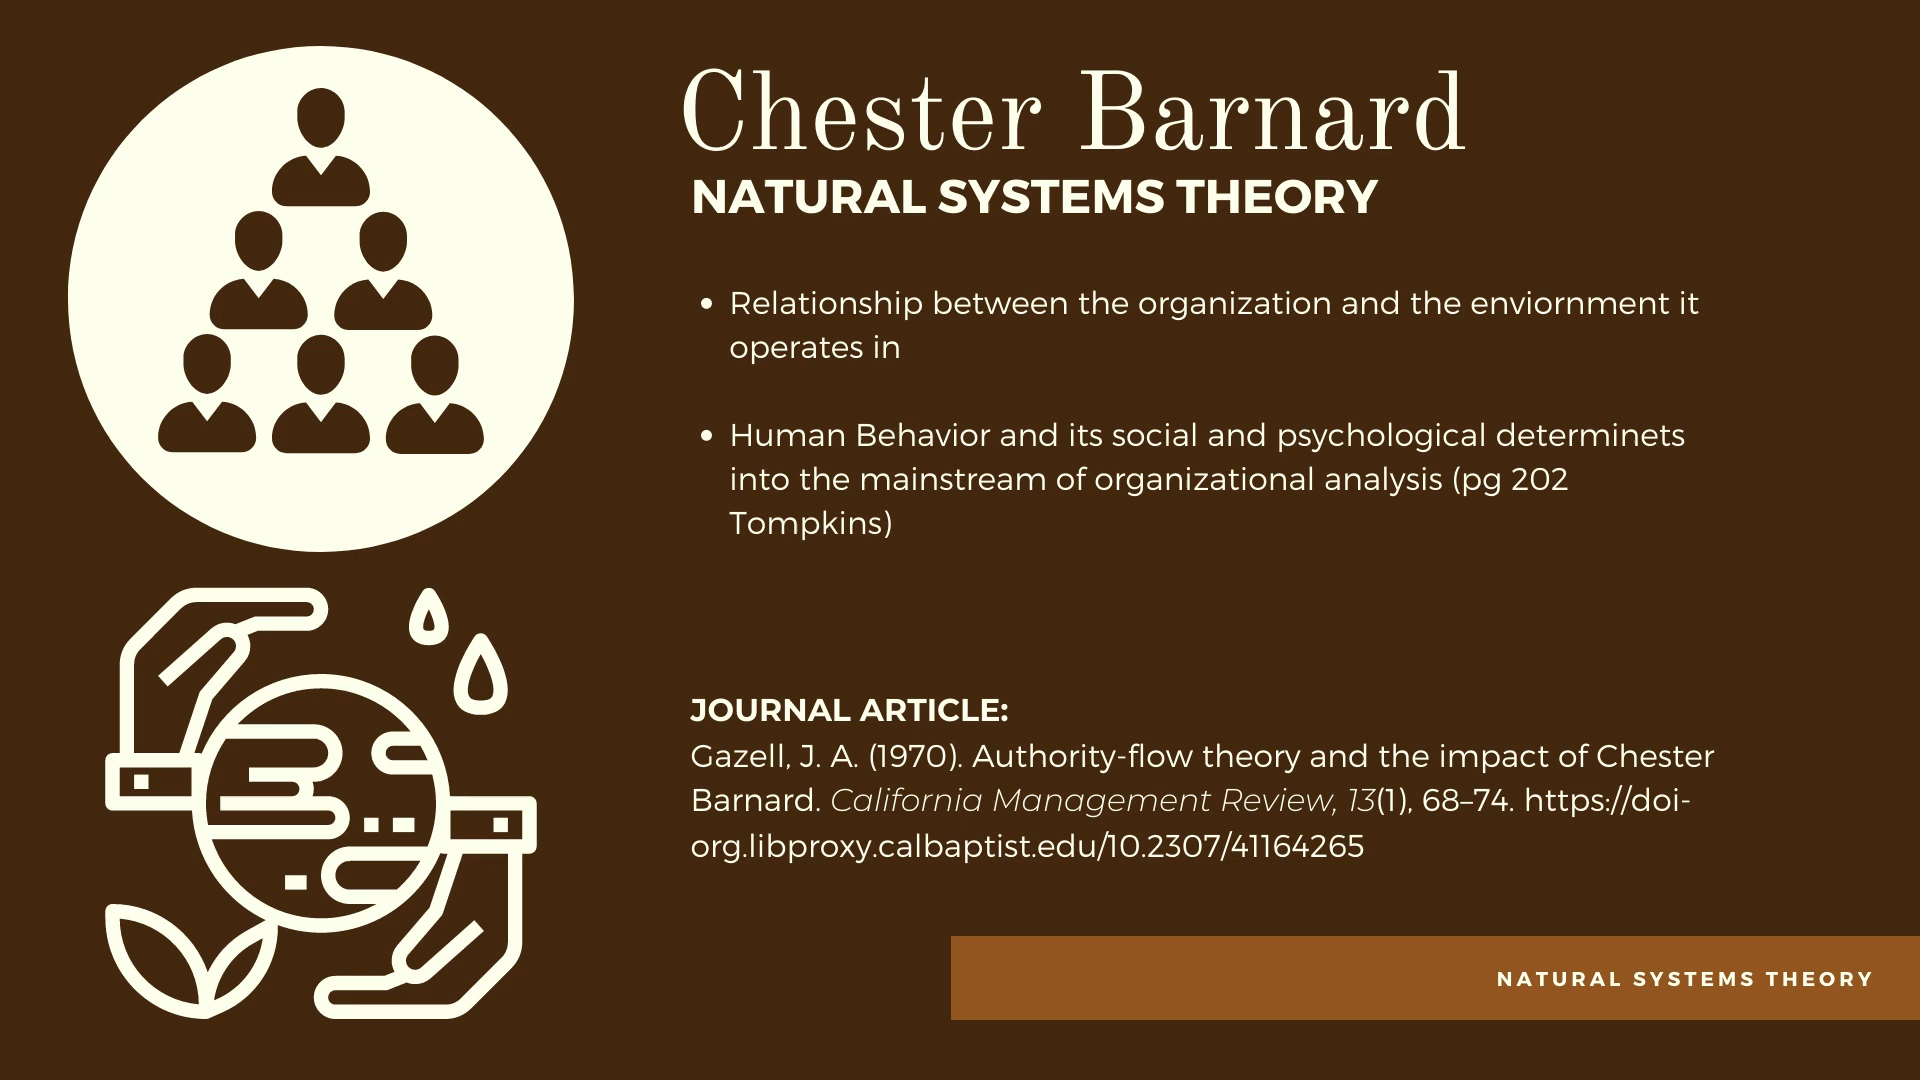 Chester Barnard
NATURAL SYSTEMS THEORY
• Relationship between the organization and the enviornment it
operates in
• Human Behavior and its social and psychological determinets
into the mainstream of organizational analysis (pg 202
Tompkins)
JOURNAL ARTICLE:
Gazell, J. A. (1970). Authority-flow theory and the impact of Chester
Barnard. California Management Review, 13(1), 68–74. https://doi-
org.libproxy.calbaptist.edu/10.2307/41164265
NATURAL SYSTEMS THEORY